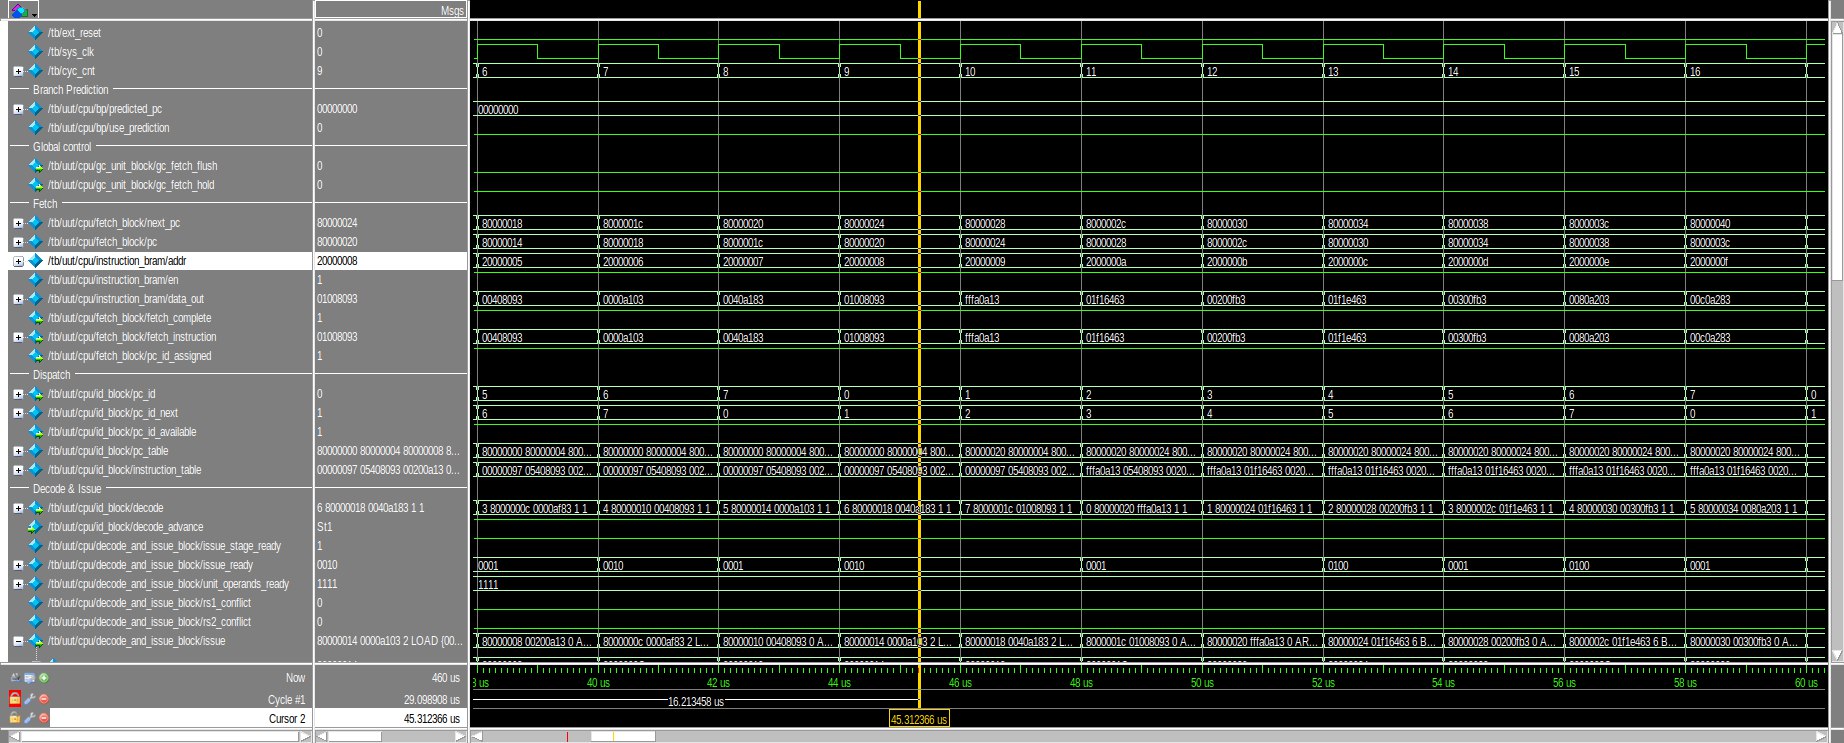 Msgs
/tb/ext_reset 0
/tb/sys_clk 0
/tb/cyc_cnt 9 6 7 8 9 10 11 12 13 14 15 16
Branch Prediction
/tb/uut/cpu/bp/predicted_pc 00000000 00000000
/tb/uut/cpu/bp/use_prediction 0
Global control
/tb/uut/cpu/gc_unit_block/gc_fetch_flush 0
/tb/uut/cpu/gc_unit_block/gc_fetch_hold 0
Fetch
/tb/uut/cpu/fetch_block/next_pc 80000024 80000018 8000001c 80000020 80000024 80000028 8000002c 80000030 80000034 80000038 8000003c 80000040
/tb/uut/cpu/fetch_block/pc 80000020 80000014 80000018 8000001c 80000020 80000024 80000028 8000002c 80000030 80000034 80000038 8000003c
/tb/uut/cpu/instruction_bram/addr 20000008 20000005 20000006 20000007 20000008 20000009 2000000a 2000000b 2000000c 2000000d 2000000e 2000000f
/tb/uut/cpu/instruction_bram/en 1
/tb/uut/cpu/instruction_bram/data_out 01008093 00408093 0000a103 0040a183 01008093 fffa0a13 01f16463 00200fb3 01f1e463 00300fb3 0080a203 00c0a283
/tb/uut/cpu/fetch_block/fetch_complete 1
/tb/uut/cpu/fetch_block/fetch_instruction 01008093 00408093 0000a103 0040a183 01008093 fffa0a13 01f16463 00200fb3 01f1e463 00300fb3 0080a203 00c0a283
/tb/uut/cpu/fetch_block/pc_id_assigned 1
Dispatch
/tb/uut/cpu/id_block/pc_id 0 5 6 7 0 1 2 3 4 5 6 7 0
/tb/uut/cpu/id_block/pc_id_next 1 6 7 0 1 2 3 4 5 6 7 0 1
/tb/uut/cpu/id_block/pc_id_available 1
/tb/uut/cpu/id_block/pc_table 80000000 80000004 80000008 8... 80000000 80000004 800... 80000000 80000004 800... 80000000 80000004 800... 80000000 80000004 800... 80000020 80000004 800... 80000020 80000024 800... 80000020 80000024 800... 80000020 80000024 800... 80000020 80000024 800... 80000020 80000024 800... 80000020 80000024 800...
/tb/uut/cpu/id_block/instruction_table 00000097 05408093 00200a13 0... 00000097 05408093 002... 00000097 05408093 002... 00000097 05408093 002... 00000097 05408093 002... 00000097 05408093 002... fffa0a13 05408093 0020... fffa0a13 01f16463 0020... fffa0a13 01f16463 0020... fffa0a13 01f16463 0020... fffa0a13 01f16463 0020... fffa0a13 01f16463 0020...
/tb/uut/cpu/id_block/decode 6 80000018 0040a183 1 1 3 8000000c 0000af83 1 1 4 80000010 00408093 1 1 5 80000014 0000a103 1 1 6 80000018 0040a183 1 1 7 8000001c 01008093 1 1 0 80000020 fffa0a13 1 1 1 80000024 01f16463 1 1 2 80000028 00200fb3 1 1 3 8000002c 01f1e463 1 1 4 80000030 00300fb3 1 1 5 80000034 0080a203 1 1
/tb/uut/cpu/id_block/decode_advance St1
/tb/uut/cpu/decode_and_issue_block/issue_stage_ready 1
/tb/uut/cpu/decode_and_issue_block/issue_ready 0010 0001 0010 0001 0010 0001 0100 0001 0100 0001
/tb/uut/cpu/decode_and_issue_block/unit_operands_ready 1111 1111
/tb/uut/cpu/decode_and_issue_block/rs1_conflict 0
/tb/uut/cpu/decode_and_issue_block/rs2_conflict 0
/tb/uut/cpu/decode_and_issue_block/issue 80000014 0000a103 2 LOAD {00... 80000008 00200a13 0 A... 8000000c 0000af83 2 L... 80000010 00408093 0 A... 80000014 0000a103 2 L... 80000018 0040a183 2 L... 8000001c 01008093 0 A... 80000020 fffa0a13 0 AR... 80000024 01f16463 6 B... 80000028 00200fb3 0 A... 8000002c 01f1e463 6 B... 80000030 00300fb3 0 A...
Now 460 us us 40 us 42 us 44 us 46 us 48 us 50 us 52 us 54 us 56 us 58 us 60 us
Cycle #1 29.098908 us 16.213458 us
Cursor 2 45.312366 us 45.312366 us